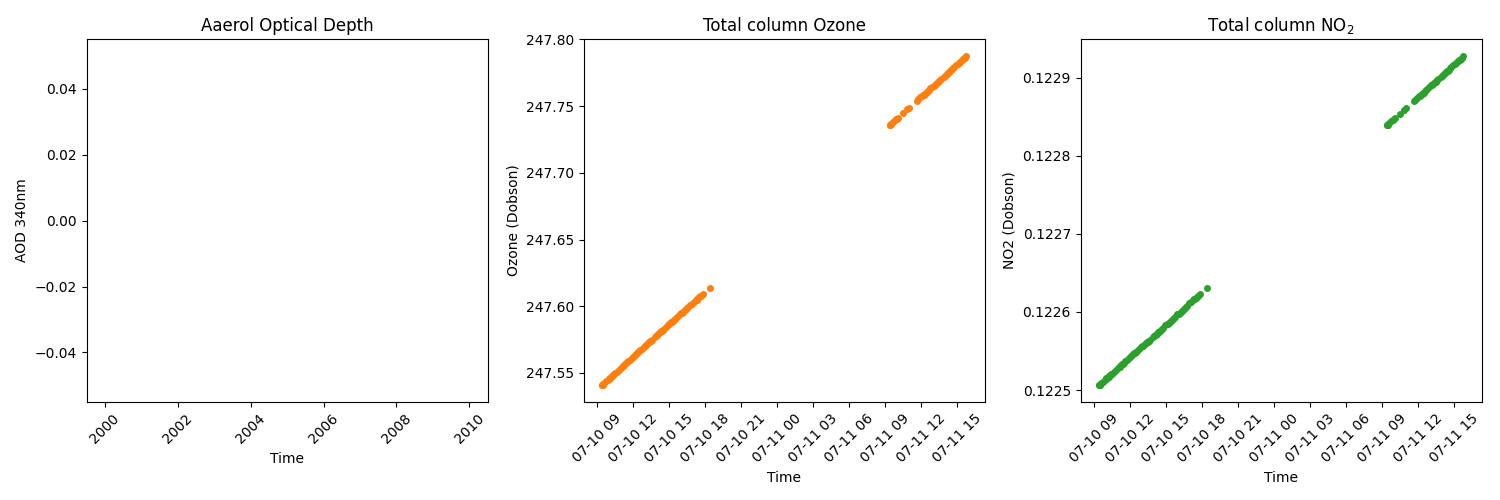 Aaerol Optical Depth
AOD 340nm
0.04
0.02
0.00
−0.02
−0.04
2000 2002 2004 2006 2008 2010
Time
Total column Ozone
Ozone (Dobson)
247.80
247.75
247.70
247.65
247.60
247.55
07-10 09 07-10 12 07-10 15 07-10 18 07-10 21 07-11 00 07-11 03 07-11 06 07-11 09 07-11 12 07-11 15
Time
Total column NO₂
NO2 (Dobson)
0.1229
0.1228
0.1227
0.1226
0.1225
07-10 09 07-10 12 07-10 15 07-10 18 07-10 21 07-11 00 07-11 03 07-11 06 07-11 09 07-11 12 07-11 15
Time